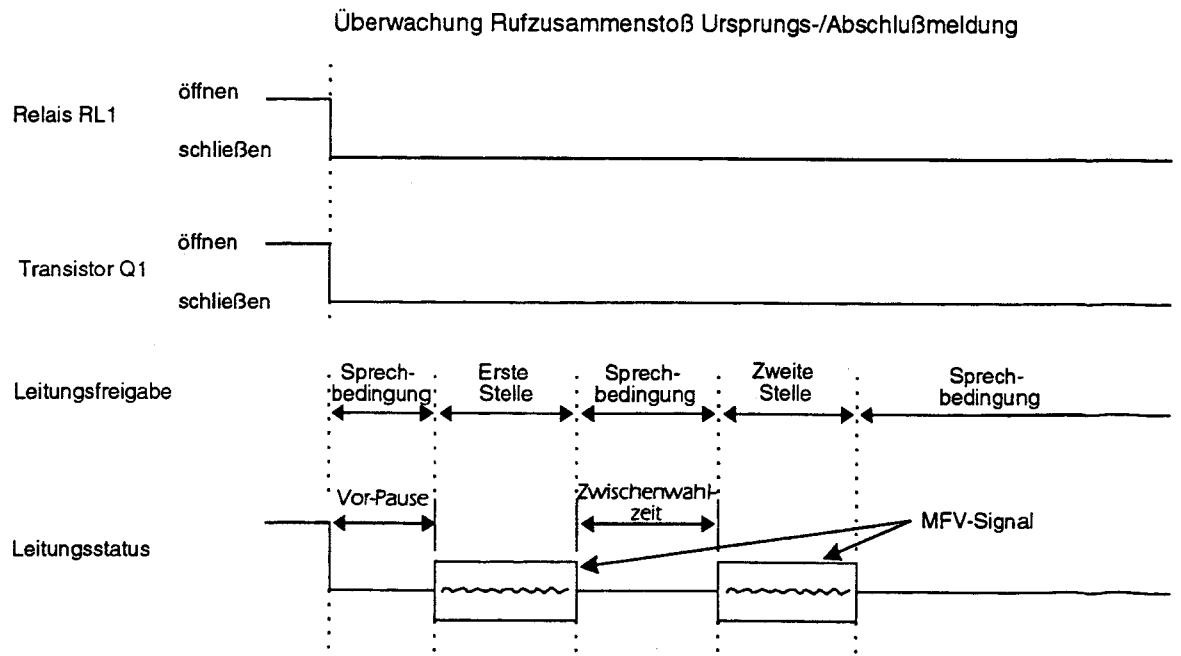 Überwachung Rufzusammenstoß Ursprungs-/Abschlußmeldung
öffnen
Relais RL1
schließen
öffnen
Transistor Q1
schließen
Leitungsfreigabe
Sprech-
bedingung
Erste
Stelle
Sprech-
bedingung
Zweite
Stelle
Sprech-
bedingung
Vor-Pause
Zwischenwahl-
zeit
MFV-Signal
Leitungsstatus